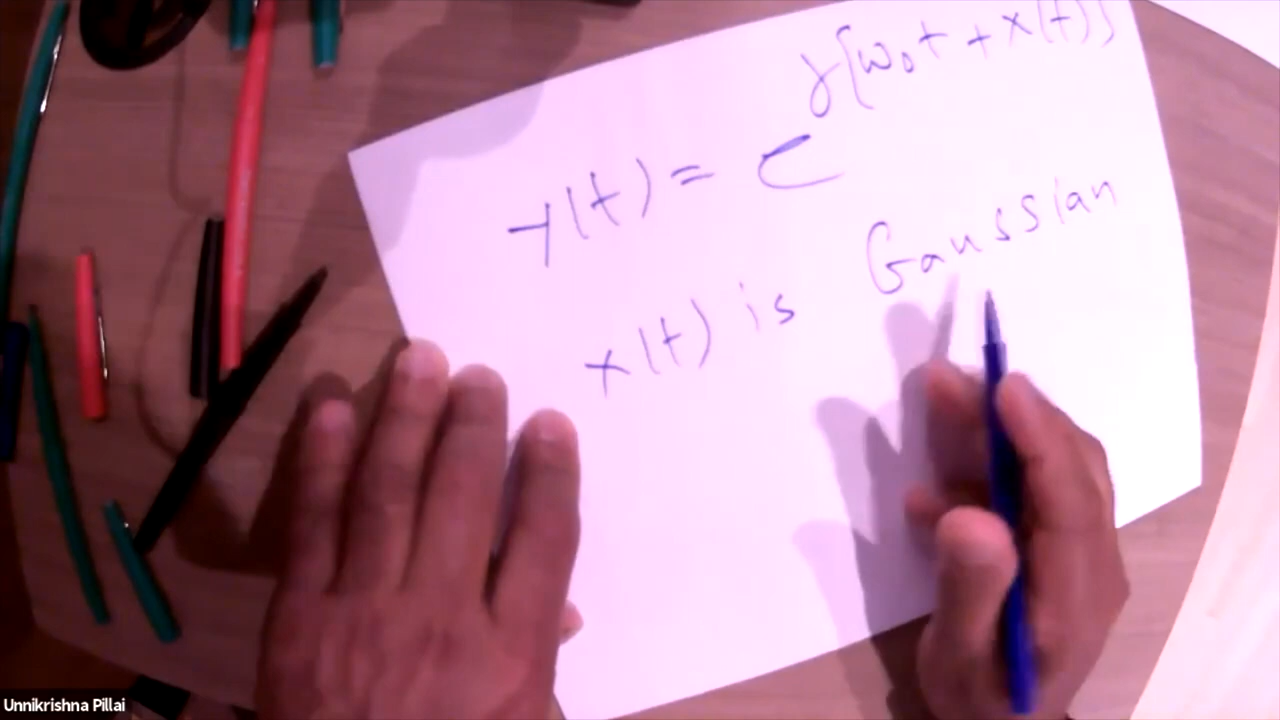 y(t) = e^j{ω₀t + x(t)}
x(t) is Gaussian
Unnikrishna Pillai